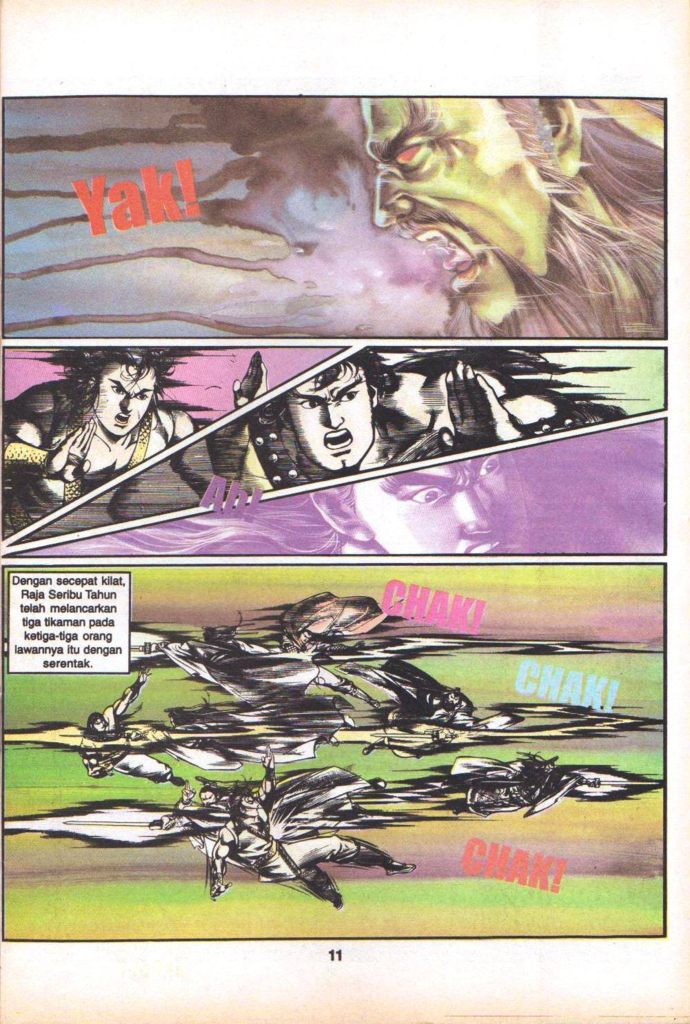 Yak!
Ah!
Dengan secepat kilat,
Raja Seribu Tahun
telah melancarkan
tiga tikaman pada
ketiga-tiga orang
lawannya itu dengan
serentak.
CHAK!
CHAK!
CHAK!
11